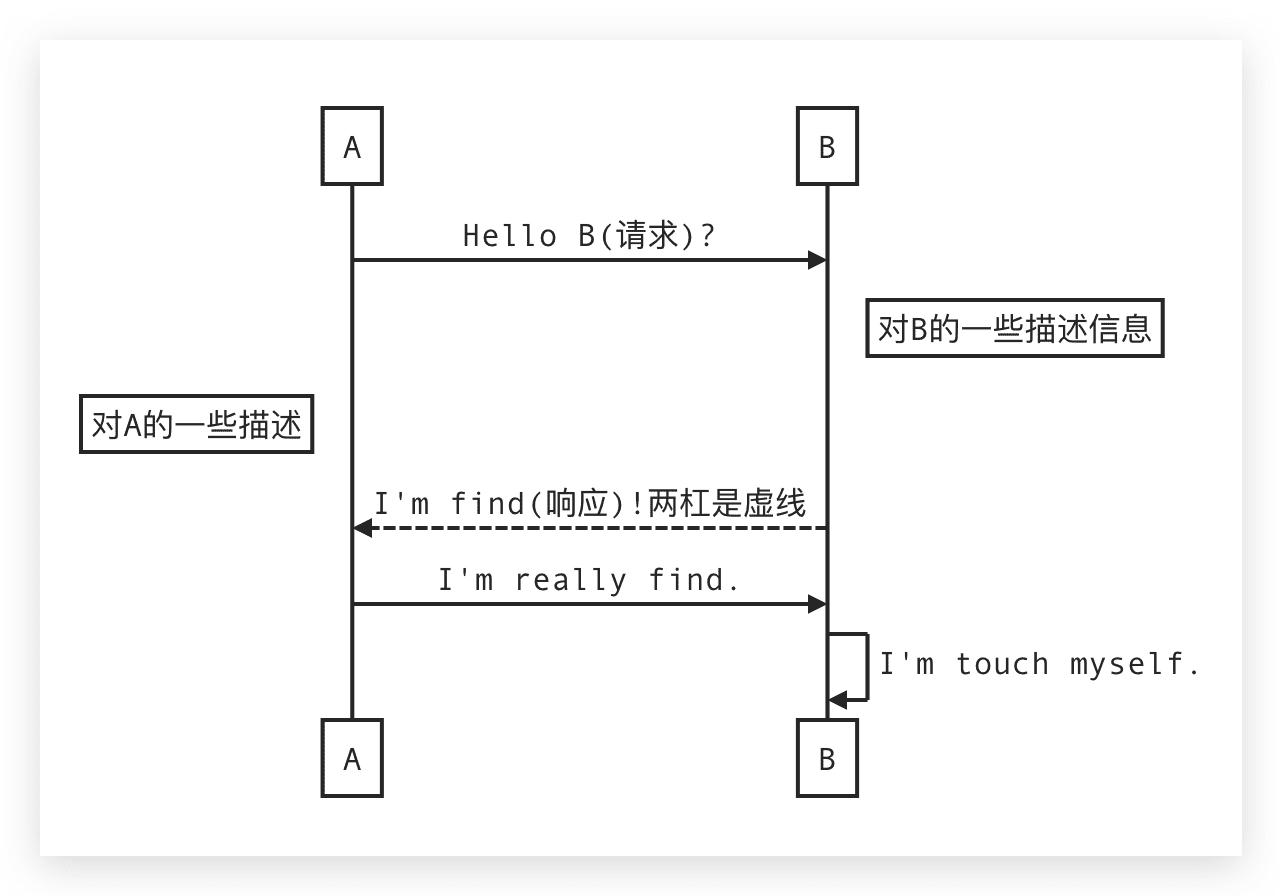 A
B
Hello B(请求)?
对B的一些描述信息
对A的一些描述
I'm find(响应)!两杠是虚线
I'm really find.
I'm touch myself.
A
B